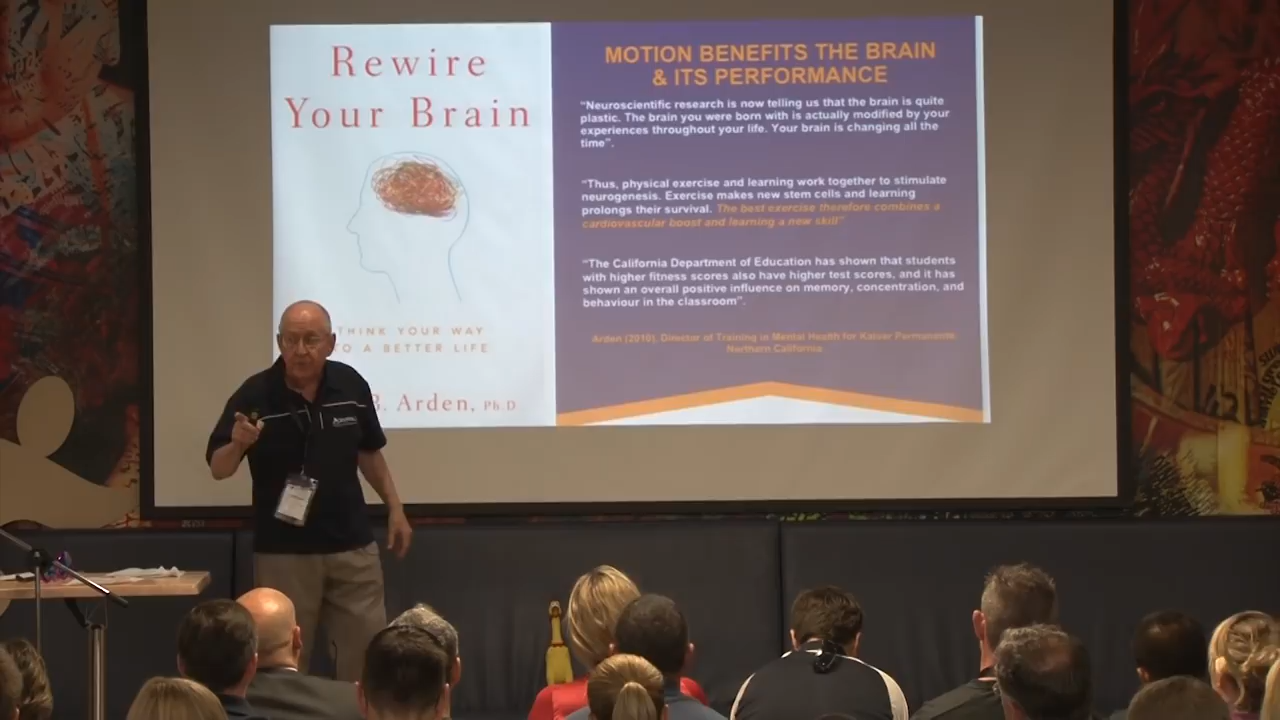 Rewire
Your Brain
THINK YOUR WAY
TO A BETTER LIFE
B. Arden, Ph.D
MOTION BENEFITS THE BRAIN
& ITS PERFORMANCE
“Neuroscientific research is now telling us that the brain is quite
plastic. The brain you were born with is actually modified by your
experiences throughout your life. Your brain is changing all the
time”.
“Thus, physical exercise and learning work together to stimulate
neurogenesis. Exercise makes new stem cells and learning
prolongs their survival. The best exercise therefore combines a
cardiovascular boost and learning a new skill”
“The California Department of Education has shown that students
with higher fitness scores also have higher test scores, and it has
shown an overall positive influence on memory, concentration, and
behaviour in the classroom”.
Arden (2010), Director of Training in Mental Health for Kaiser Permanente,
Northern California